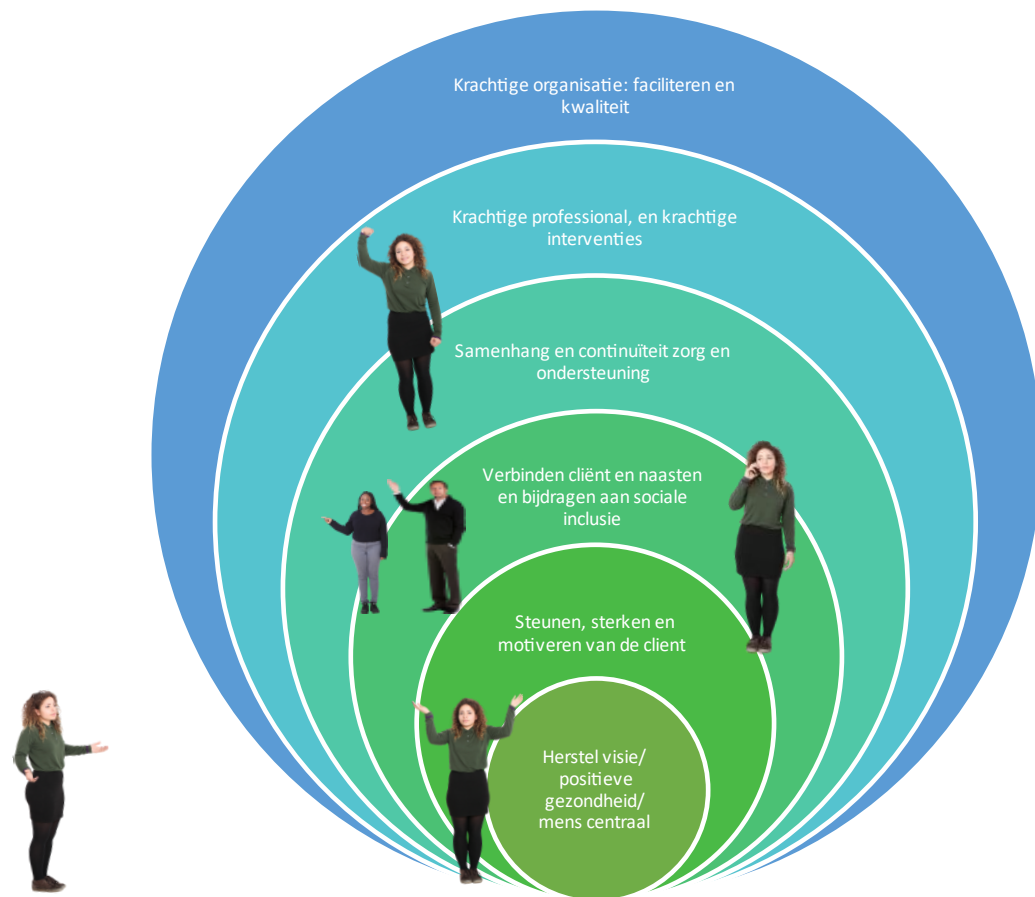 Krachtige organisatie: faciliteren en
kwaliteit
Krachtige professional, en krachtige
interventies
Samenhang en continuïteit zorg en
ondersteuning
Verbinden cliënt en naasten
en bijdragen aan sociale
inclusie
Steunen, sterken en
motiveren van de client
Herstel visie/
positieve
gezondheid/
mens centraal